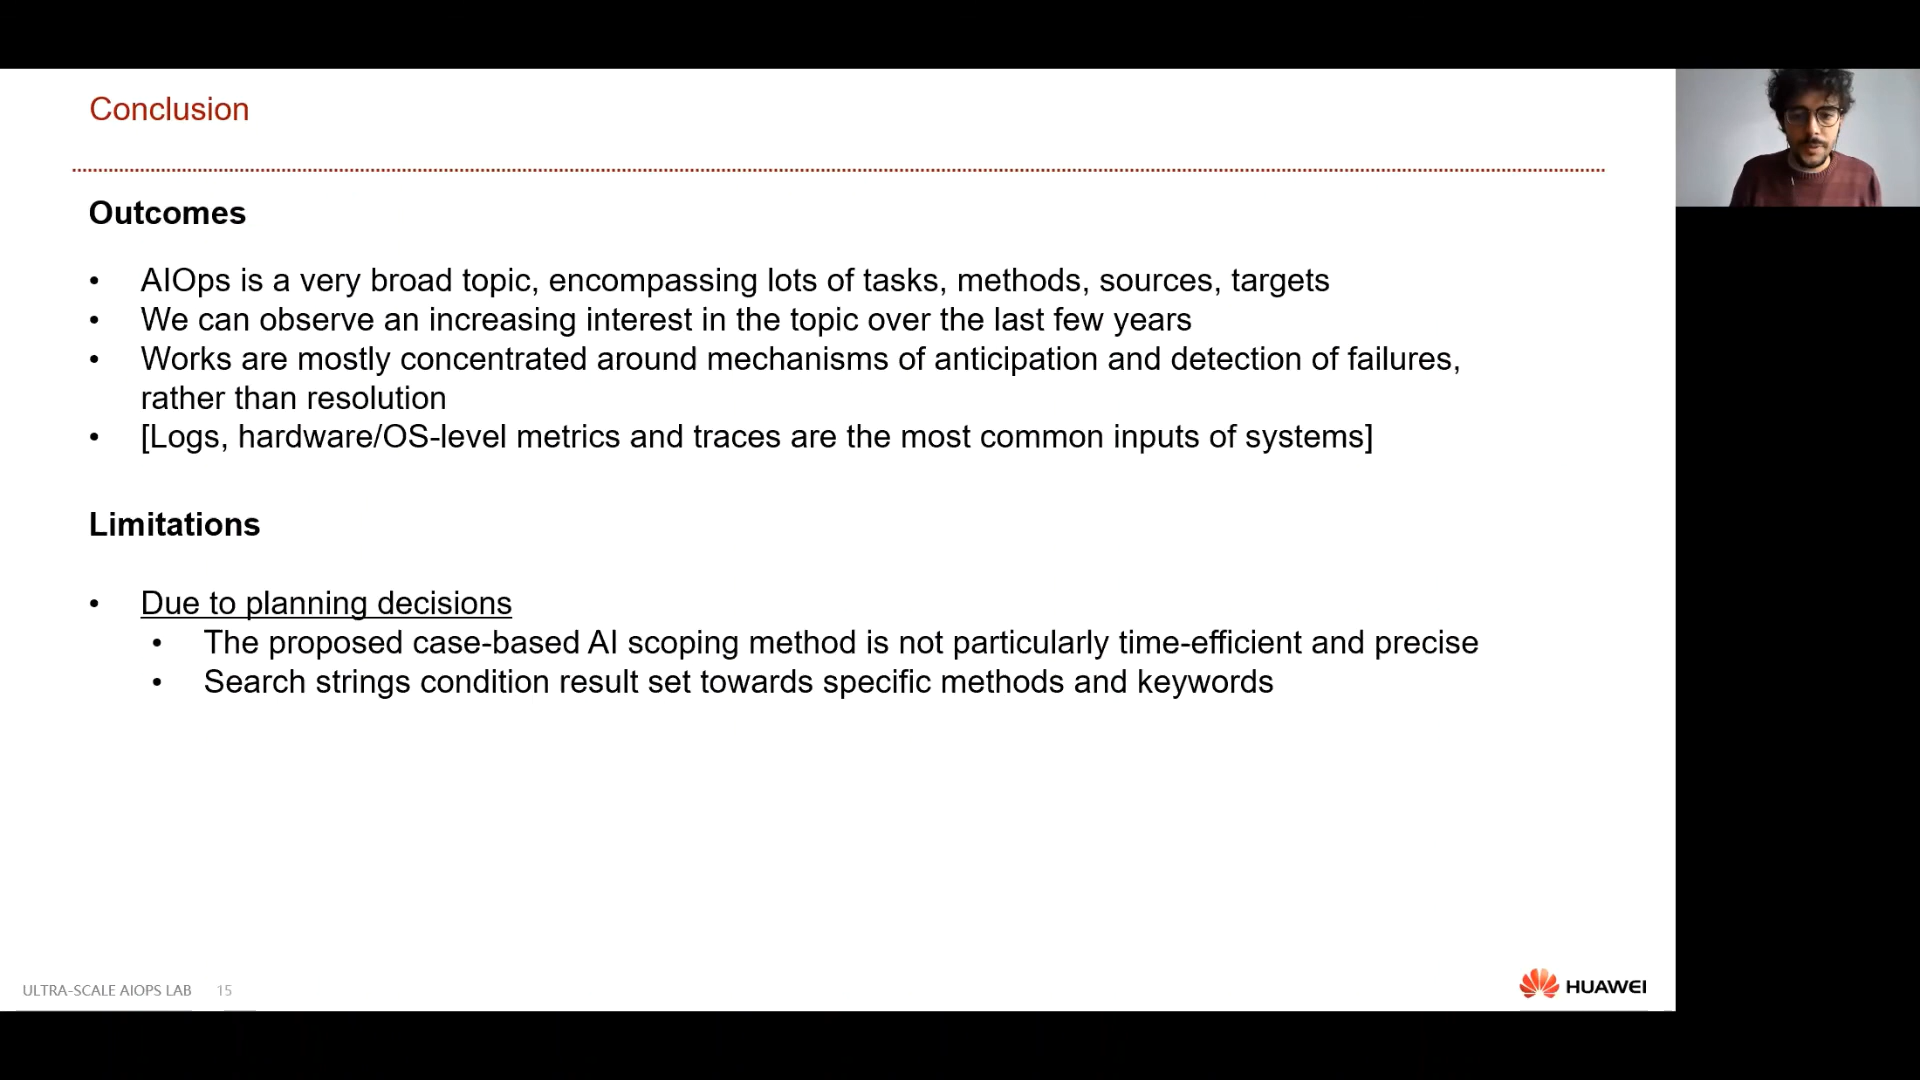 Conclusion
Outcomes
• AIOps is a very broad topic, encompassing lots of tasks, methods, sources, targets
• We can observe an increasing interest in the topic over the last few years
• Works are mostly concentrated around mechanisms of anticipation and detection of failures,
rather than resolution
• [Logs, hardware/OS-level metrics and traces are the most common inputs of systems]
Limitations
• Due to planning decisions
• The proposed case-based AI scoping method is not particularly time-efficient and precise
• Search strings condition result set towards specific methods and keywords
ULTRA-SCALE AIOPS LAB 15
HUAWEI